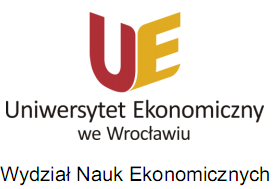 UE
Uniwersytet Ekonomiczny
we Wrocławiu
Wydział Nauk Ekonomicznych